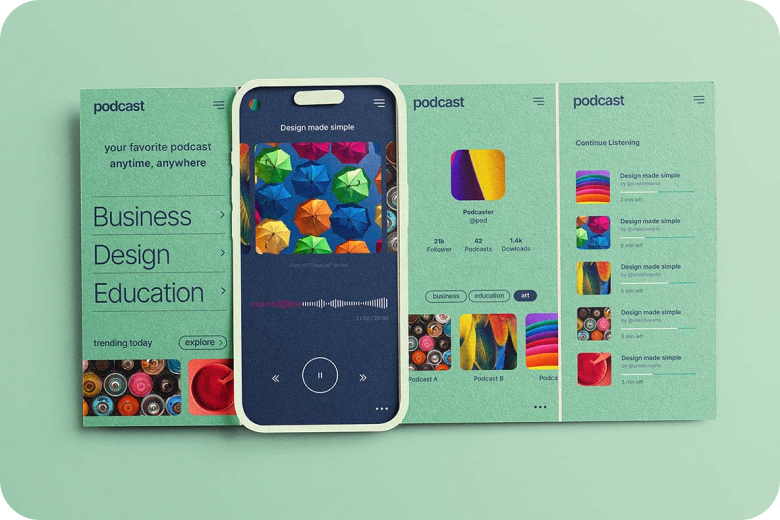 podcast
your favorite podcast
anytime, anywhere
Business
Design
Education
trending today
explore
Design made simple
Part of "Creative" series
21:08 / 24:08
podcast
Podcaster
@pod
21k
Follower
42
Podcasts
1.4k
Dowloads
business
education
art
Podcast A
Podcast B
Podca
podcast
Continue Listening
Design made simple
by @creativearts
5 min left
Design made simple
by @creativearts
5 min left
Design made simple
by @creativearts
5 min left
Design made simple
by @creativearts
5 min left
Design made simple
by @creativearts
5 min left